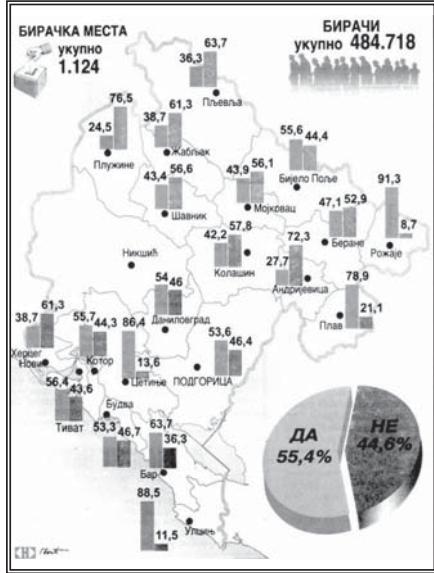 БИРАЧКА МЕСТА
укупно
1.124
БИРАЧИ
укупно 484.718
36,3 63,7
Пљевља
24,5 76,5
Плужине
38,7 61,3
Жабљак
55,6 44,4
Бијело Поље
43,4 56,6
Шавник
43,9 56,1
Мојковац
47,1 52,9
Беране
91,3 8,7
Рожаје
42,2 57,8
Колашин
27,7 72,3
Андријевица
78,9 21,1
Плав
Никшић
54 46
Даниловград
38,7 61,3
Херцег
Нови
55,7 44,3
Котор
86,4 13,6
Цетиње
53,6 46,4
ПОДГОРИЦА
56,4 43,6
Тиват
Будва
53,3 46,7
63,7 36,3
Бар
88,5 11,5
Улцињ
ДА
55,4%
НЕ
44,6%